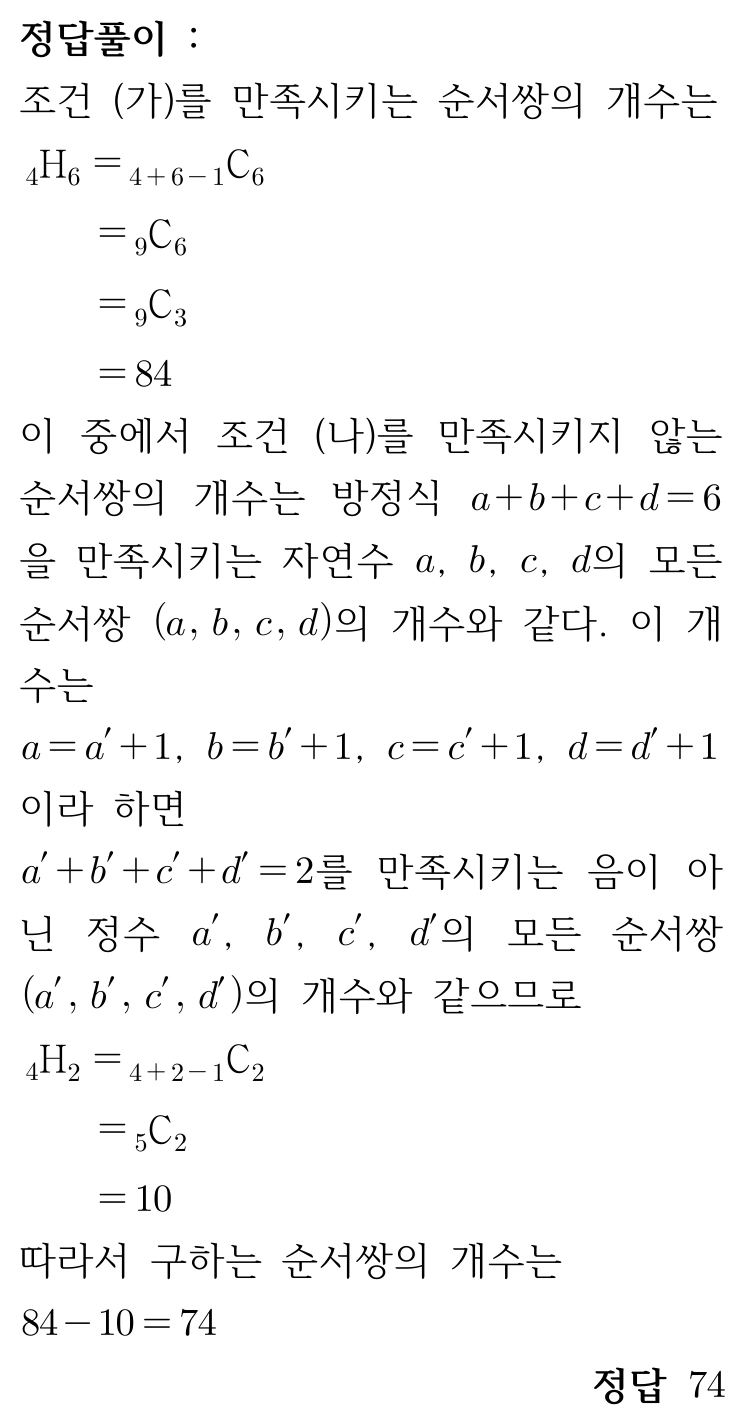 정답풀이 :
조건 (가)를 만족시키는 순서쌍의 개수는
₄H₆ = ₄₊₆₋₁C₆
= ₉C₆
= ₉C₃
= 84
이 중에서 조건 (나)를 만족시키지 않는
순서쌍의 개수는 방정식 a+b+c+d=6
을 만족시키는 자연수 a, b, c, d의 모든
순서쌍 (a, b, c, d)의 개수와 같다. 이 개
수는
a=a′+1, b=b′+1, c=c′+1, d=d′+1
이라 하면
a′+b′+c′+d′=2를 만족시키는 음이 아
닌 정수 a′, b′, c′, d′의 모든 순서쌍
(a′, b′, c′, d′)의 개수와 같으므로
₄H₂ = ₄₊₂₋₁C₂
= ₅C₂
= 10
따라서 구하는 순서쌍의 개수는
84-10=74
정답 74